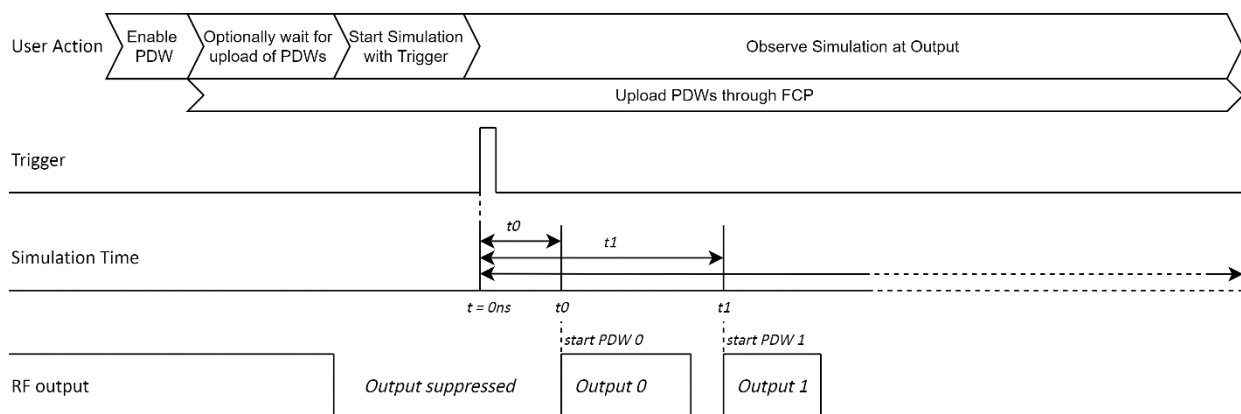 User Action
Enable
PDW
Optionally wait for
upload of PDWs
Start Simulation
with Trigger
Observe Simulation at Output
Upload PDWs through FCP
Trigger
t0
t1
Simulation Time
t = 0ns
t0
t1
start PDW 0
start PDW 1
RF output
Output suppressed
Output 0
Output 1